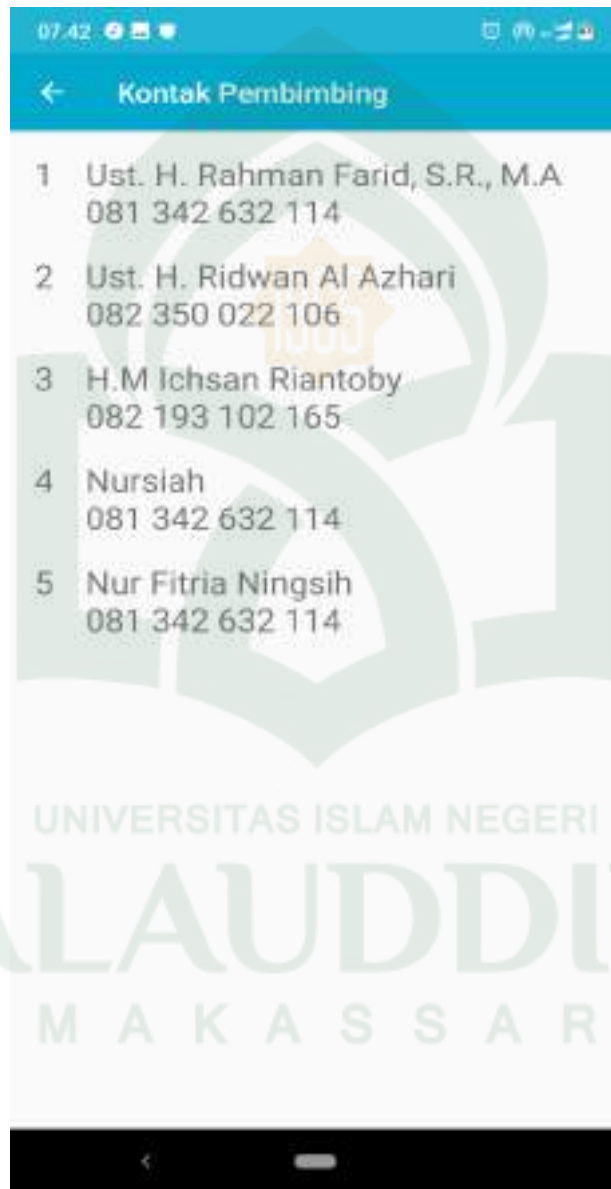 07.42
Kontak Pembimbing
1 Ust. H. Rahman Farid, S.R., M.A
081 342 632 114
2 Ust. H. Ridwan Al Azhari
082 350 022 106
3 H.M Ichsan Riantoby
082 193 102 165
4 Nursiah
081 342 632 114
5 Nur Fitria Ningsih
081 342 632 114
UNIVERSITAS ISLAM NEGERI
MAKASSAR